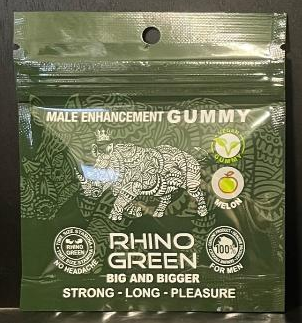 MALE ENHANCEMENT GUMMY
VEGAN
GUMMY
MELON
RHINO
GREEN
NO HEADACHE
RHINO
GREEN
BIG AND BIGGER
100%
FOR MEN
STRONG - LONG - PLEASURE